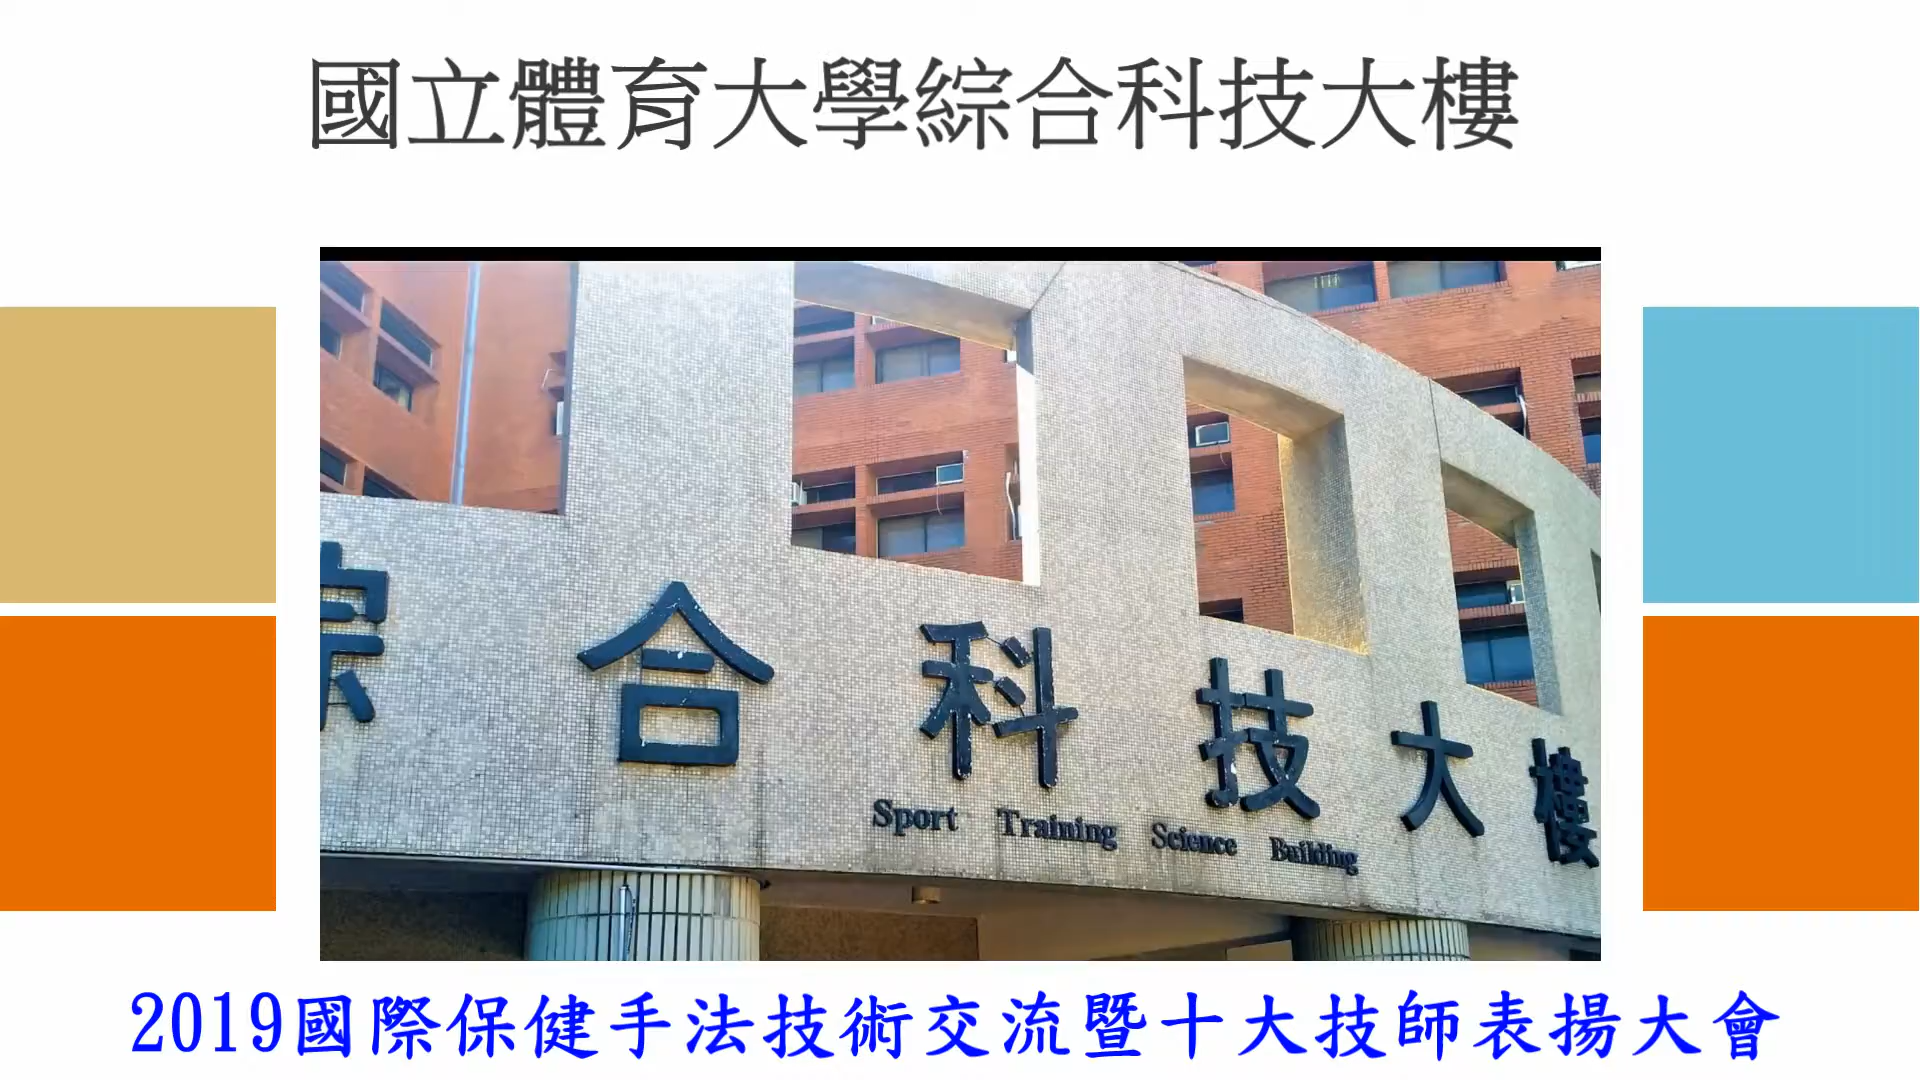 國立體育大學綜合科技大樓
綜合科技大樓
Sport Training Science Building
2019國際保健手法技術交流暨十大技師表揚大會